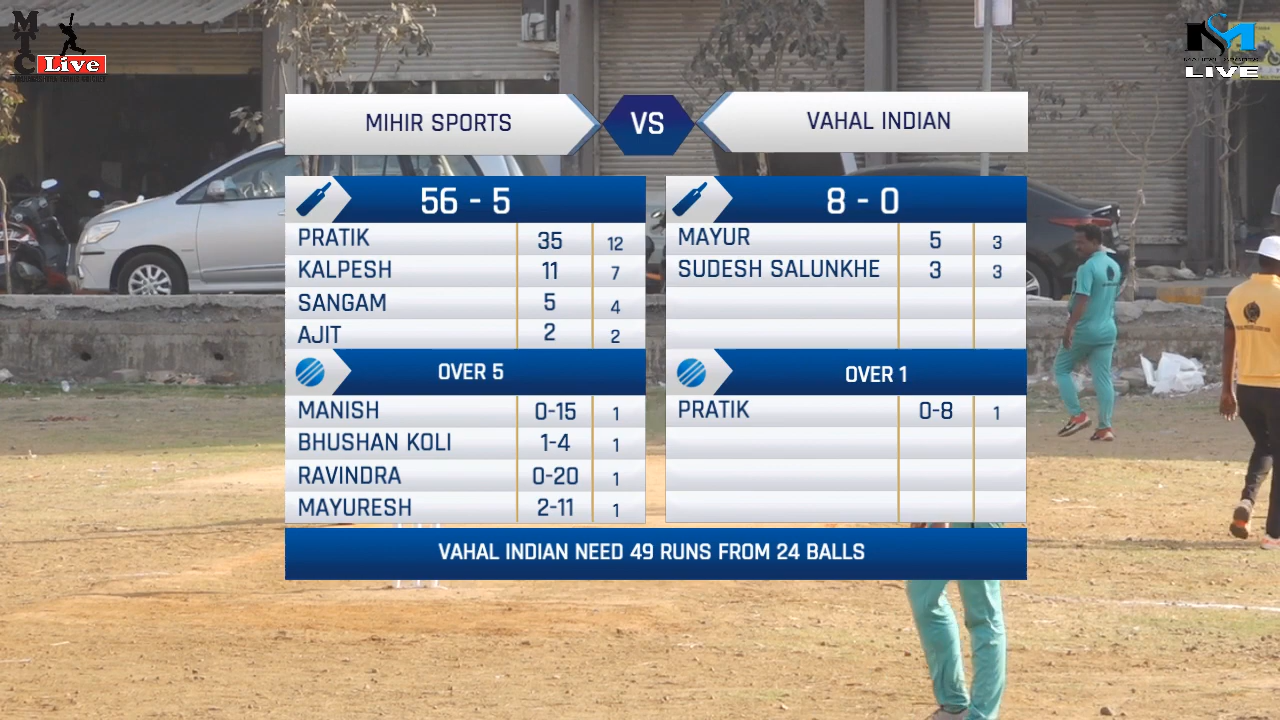 MTC
Live
MS
LIVE
MIHIR SPORTS VS VAHAL INDIAN
56 - 5
PRATIK 35 12
KALPESH 11 7
SANGAM 5 4
AJIT 2 2
OVER 5
MANISH 0-15 1
BHUSHAN KOLI 1-4 1
RAVINDRA 0-20 1
MAYURESH 2-11 1
8 - 0
MAYUR 5 3
SUDESH SALUNKHE 3 3
OVER 1
PRATIK 0-8 1
VAHAL INDIAN NEED 49 RUNS FROM 24 BALLS